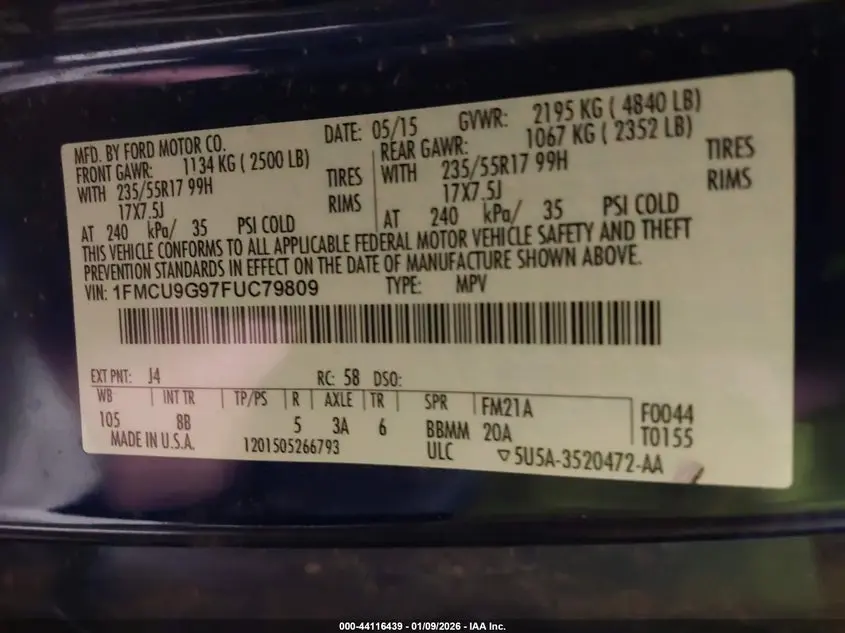 MFD. BY FORD MOTOR CO. DATE: 05/15 GVWR: 2195 KG ( 4840 LB)
FRONT GAWR: 1134 KG ( 2500 LB) REAR GAWR: 1067 KG ( 2352 LB)
WITH 235/55R17 99H TIRES WITH 235/55R17 99H TIRES
17X7.5J RIMS 17X7.5J RIMS
AT 240 kPa/ 35 PSI COLD AT 240 kPa/ 35 PSI COLD
THIS VEHICLE CONFORMS TO ALL APPLICABLE FEDERAL MOTOR VEHICLE SAFETY AND THEFT
PREVENTION STANDARDS IN EFFECT ON THE DATE OF MANUFACTURE SHOWN ABOVE.
VIN: 1FMCU9G97FUC79809 TYPE: MPV
EXT PNT: J4 RC: 58 DSO:
WB INT TR TP/PS R AXLE TR SPR FM21A F0044
105 8B 5 3A 6 BBMM 20A T0155
MADE IN U.S.A. 1201505266793 ULC ▽5U5A-3520472-AA
000-44116439 - 01/09/2026 - IAA Inc.